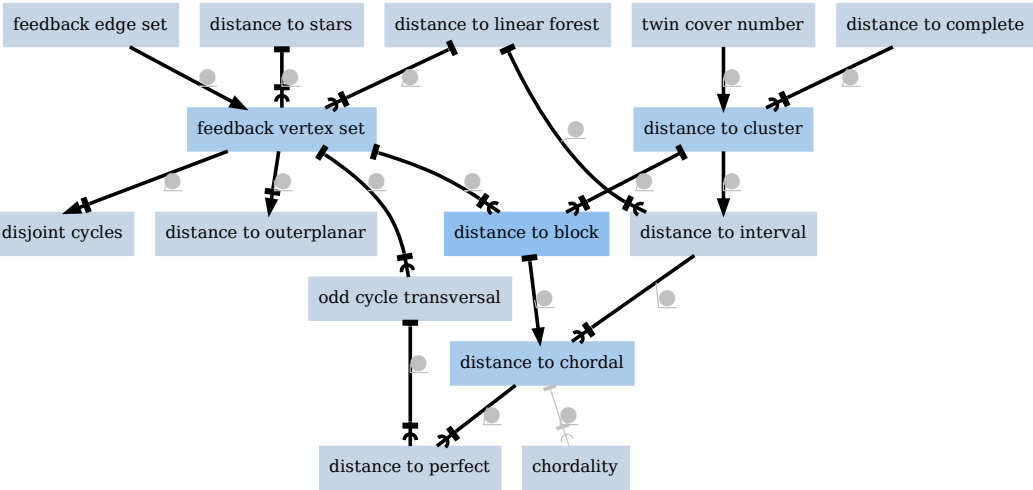 feedback edge set
distance to stars
distance to linear forest
twin cover number
distance to complete
feedback vertex set
distance to cluster
disjoint cycles
distance to outerplanar
distance to block
distance to interval
odd cycle transversal
distance to chordal
distance to perfect
chordality